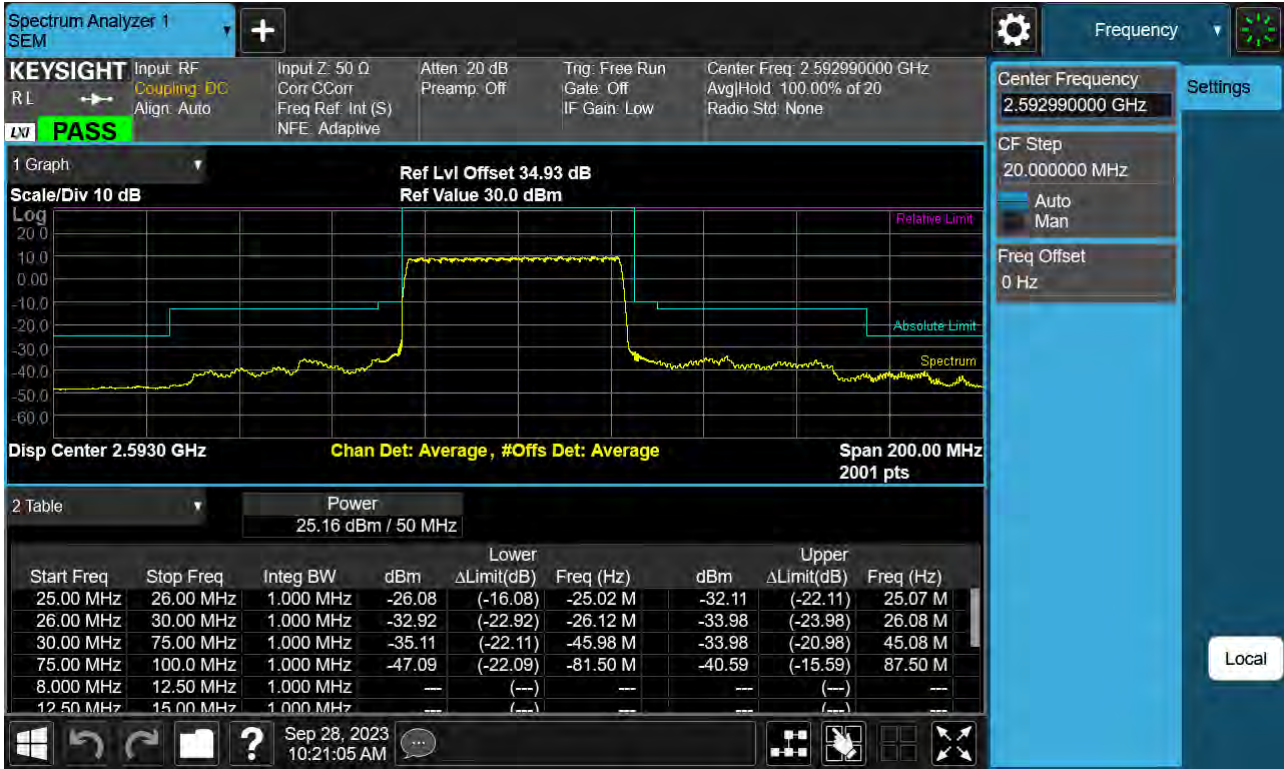 Spectrum Analyzer 1
SEM
Frequency
KEYSIGHT
RL
LXI
PASS
Input: RF
Coupling: DC
Align: Auto
Input Z: 50 Ω
Corr CCorr
Freq Ref: Int (S)
NFE: Adaptive
Atten: 20 dB
Preamp: Off
Trig: Free Run
Gate: Off
IF Gain: Low
Center Freq: 2.592990000 GHz
Avg|Hold: 100.00% of 20
Radio Std: None
Center Frequency
2.592990000 GHz
Settings
CF Step
20.000000 MHz
Auto
Man
Freq Offset
0 Hz
Local
1 Graph
Scale/Div 10 dB
Ref Lvl Offset 34.93 dB
Ref Value 30.0 dBm
Log
20.0
10.0
0.00
-10.0
-20.0
-30.0
-40.0
-50.0
-60.0
Relative Limit
Absolute Limit
Spectrum
Disp Center 2.5930 GHz
Chan Det: Average, #Offs Det: Average
Span 200.00 MHz
2001 pts
2 Table
Power
25.16 dBm / 50 MHz
Lower Upper
Start Freq Stop Freq Integ BW dBm ΔLimit(dB) Freq (Hz) dBm ΔLimit(dB) Freq (Hz)
25.00 MHz 26.00 MHz 1.000 MHz -26.08 (-16.08) -25.02 M -32.11 (-22.11) 25.07 M
26.00 MHz 30.00 MHz 1.000 MHz -32.92 (-22.92) -26.12 M -33.98 (-23.98) 26.08 M
30.00 MHz 75.00 MHz 1.000 MHz -35.11 (-22.11) -45.98 M -33.98 (-20.98) 45.08 M
75.00 MHz 100.0 MHz 1.000 MHz -47.09 (-22.09) -81.50 M -40.59 (-15.59) 87.50 M
8.000 MHz 12.50 MHz 1.000 MHz --- (---) --- --- (---) ---
12.50 MHz 15.00 MHz 1.000 MHz --- (---) --- --- (---) ---
?
Sep 28, 2023
10:21:05 AM